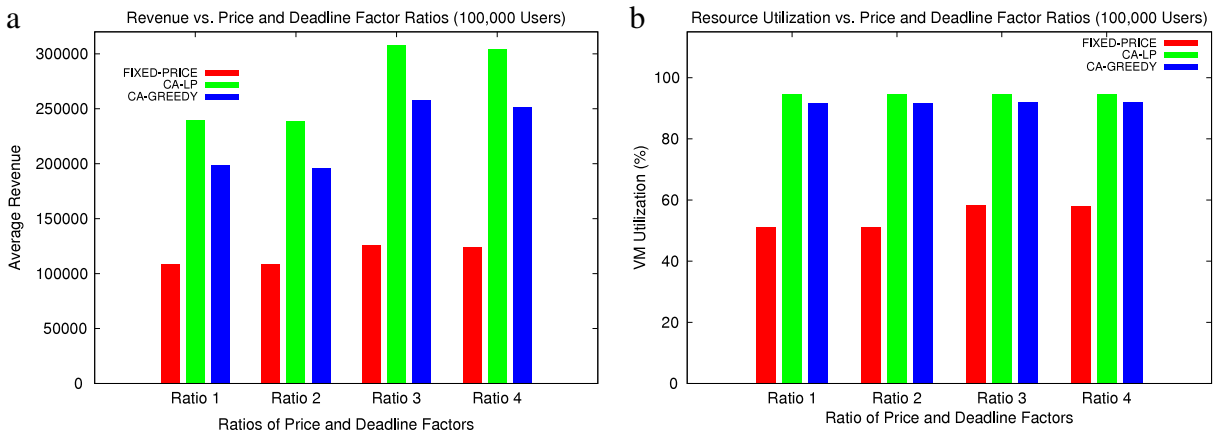 a
Revenue vs. Price and Deadline Factor Ratios (100,000 Users)
FIXED-PRICE
CA-LP
CA-GREEDY
300000
250000
200000
150000
100000
50000
0
Average Revenue
Ratio 1 Ratio 2 Ratio 3 Ratio 4
Ratios of Price and Deadline Factors
b
Resource Utilization vs. Price and Deadline Factor Ratios (100,000 Users)
FIXED-PRICE
CA-LP
CA-GREEDY
100
80
60
40
20
0
VM Utilization (%)
Ratio 1 Ratio 2 Ratio 3 Ratio 4
Ratio of Price and Deadline Factors